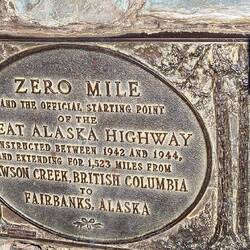 ZERO MILE
AND THE OFFICIAL STARTING POINT
OF THE
EAT ALASKA HIGHWAY
NSTRUCTED BETWEEN 1942 AND 1944,
AND EXTENDING FOR 1,523 MILES FROM
WSON CREEK, BRITISH COLUMBIA
TO
FAIRBANKS, ALASKA